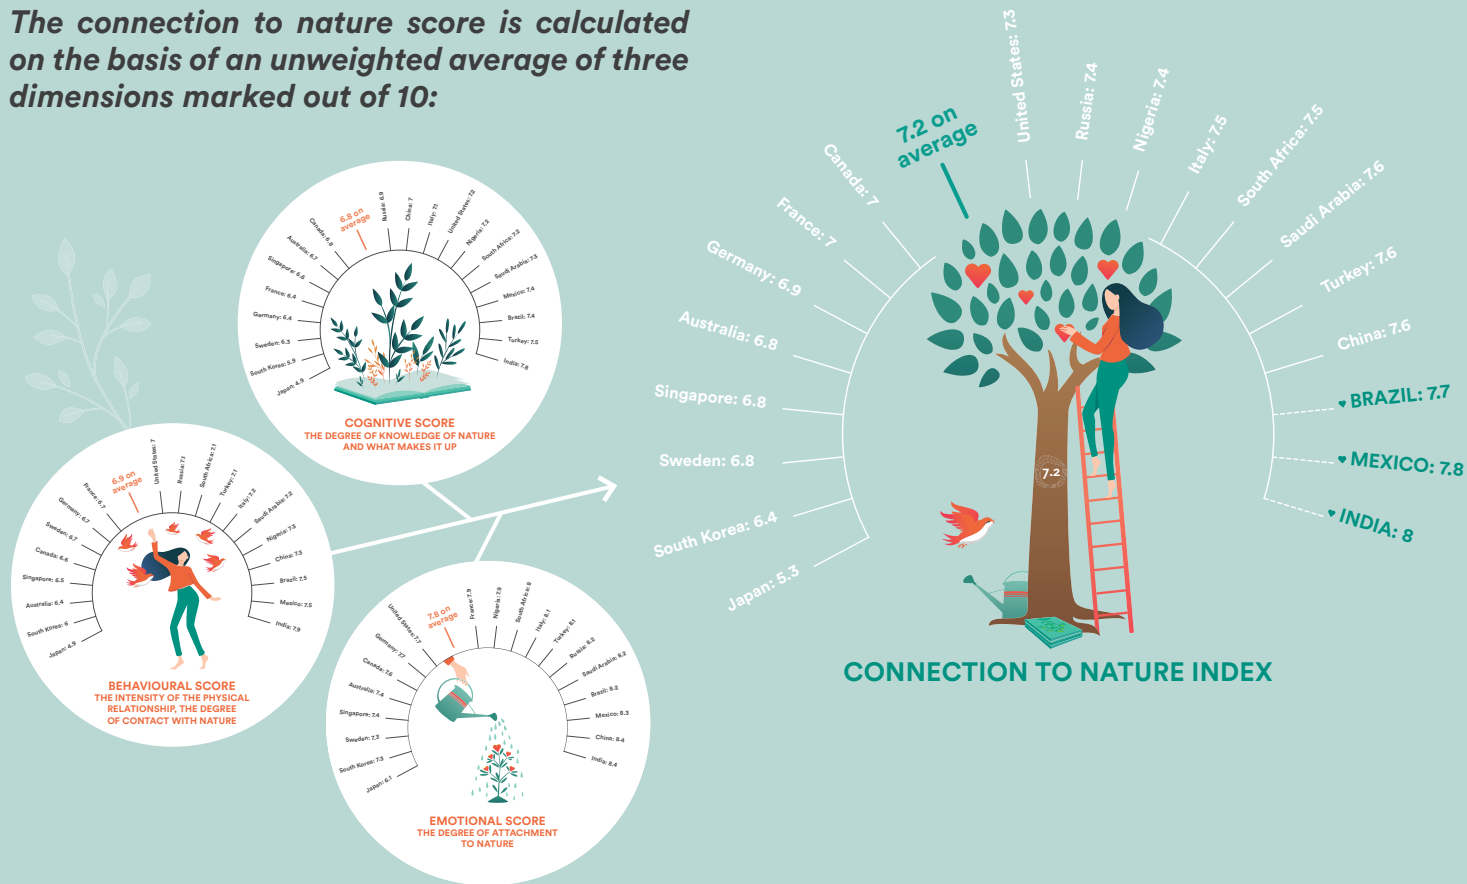 The connection to nature score is calculated
on the basis of an unweighted average of three
dimensions marked out of 10:
Japan: 4.9
South Korea: 5.9
Sweden: 6.3
Germany: 6.4
France: 6.4
Singapore: 6.6
Australia: 6.7
Canada: 6.8
6.8 on
average
Russia: 6.9
China: 7
Italy: 7.1
United States: 7.2
Nigeria: 7.2
South Africa: 7.2
Saudi Arabia: 7.3
Mexico: 7.4
Brazil: 7.4
Turkey: 7.5
India: 7.8
COGNITIVE SCORE
THE DEGREE OF KNOWLEDGE OF NATURE
AND WHAT MAKES IT UP
Japan: 4.9
South Korea: 6
Australia: 6.4
Singapore: 6.5
Canada: 6.6
Sweden: 6.7
Germany: 6.7
France: 6.7
6.9 on
average
United States: 7
Russia: 7.1
South Africa: 7.1
Turkey: 7.1
Italy: 7.2
Saudi Arabia: 7.2
Nigeria: 7.3
China: 7.3
Brazil: 7.5
Mexico: 7.5
India: 7.9
BEHAVIOURAL SCORE
THE INTENSITY OF THE PHYSICAL
RELATIONSHIP, THE DEGREE
OF CONTACT WITH NATURE
Japan: 6.1
South Korea: 7.3
Sweden: 7.3
Singapore: 7.4
Australia: 7.4
Canada: 7.6
Germany: 7.7
United States: 7.7
7.8 on
average
France: 7.9
Nigeria: 7.9
South Africa: 8
Italy: 8.1
Turkey: 8.1
Russia: 8.2
Saudi Arabia: 8.2
Brazil: 8.2
Mexico: 8.3
China: 8.4
India: 8.4
EMOTIONAL SCORE
THE DEGREE OF ATTACHMENT
TO NATURE
Japan: 5.3
South Korea: 6.4
Sweden: 6.8
Singapore: 6.8
Australia: 6.8
Germany: 6.9
France: 7
Canada: 7
7.2 on
average
United States: 7.3
Russia: 7.4
Nigeria: 7.4
Italy: 7.5
South Africa: 7.5
Saudi Arabia: 7.6
Turkey: 7.6
China: 7.6
BRAZIL: 7.7
MEXICO: 7.8
INDIA: 8
7.2
CONNECTION TO NATURE INDEX